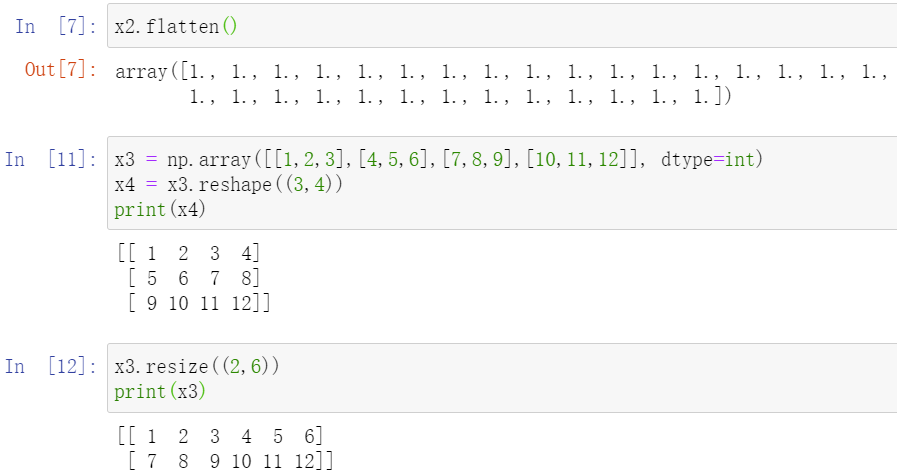 In [7]: x2.flatten()
Out[7]: array([1., 1., 1., 1., 1., 1., 1., 1., 1., 1., 1., 1., 1., 1., 1., 1., 1.,
1., 1., 1., 1., 1., 1., 1., 1., 1., 1., 1., 1., 1.])
In [11]: x3 = np.array([[1,2,3],[4,5,6],[7,8,9],[10,11,12]], dtype=int)
x4 = x3.reshape((3,4))
print(x4)
[[ 1  2  3  4]
[ 5  6  7  8]
[ 9 10 11 12]]
In [12]: x3.resize((2,6))
print(x3)
[[ 1  2  3  4  5  6]
[ 7  8  9 10 11 12]]